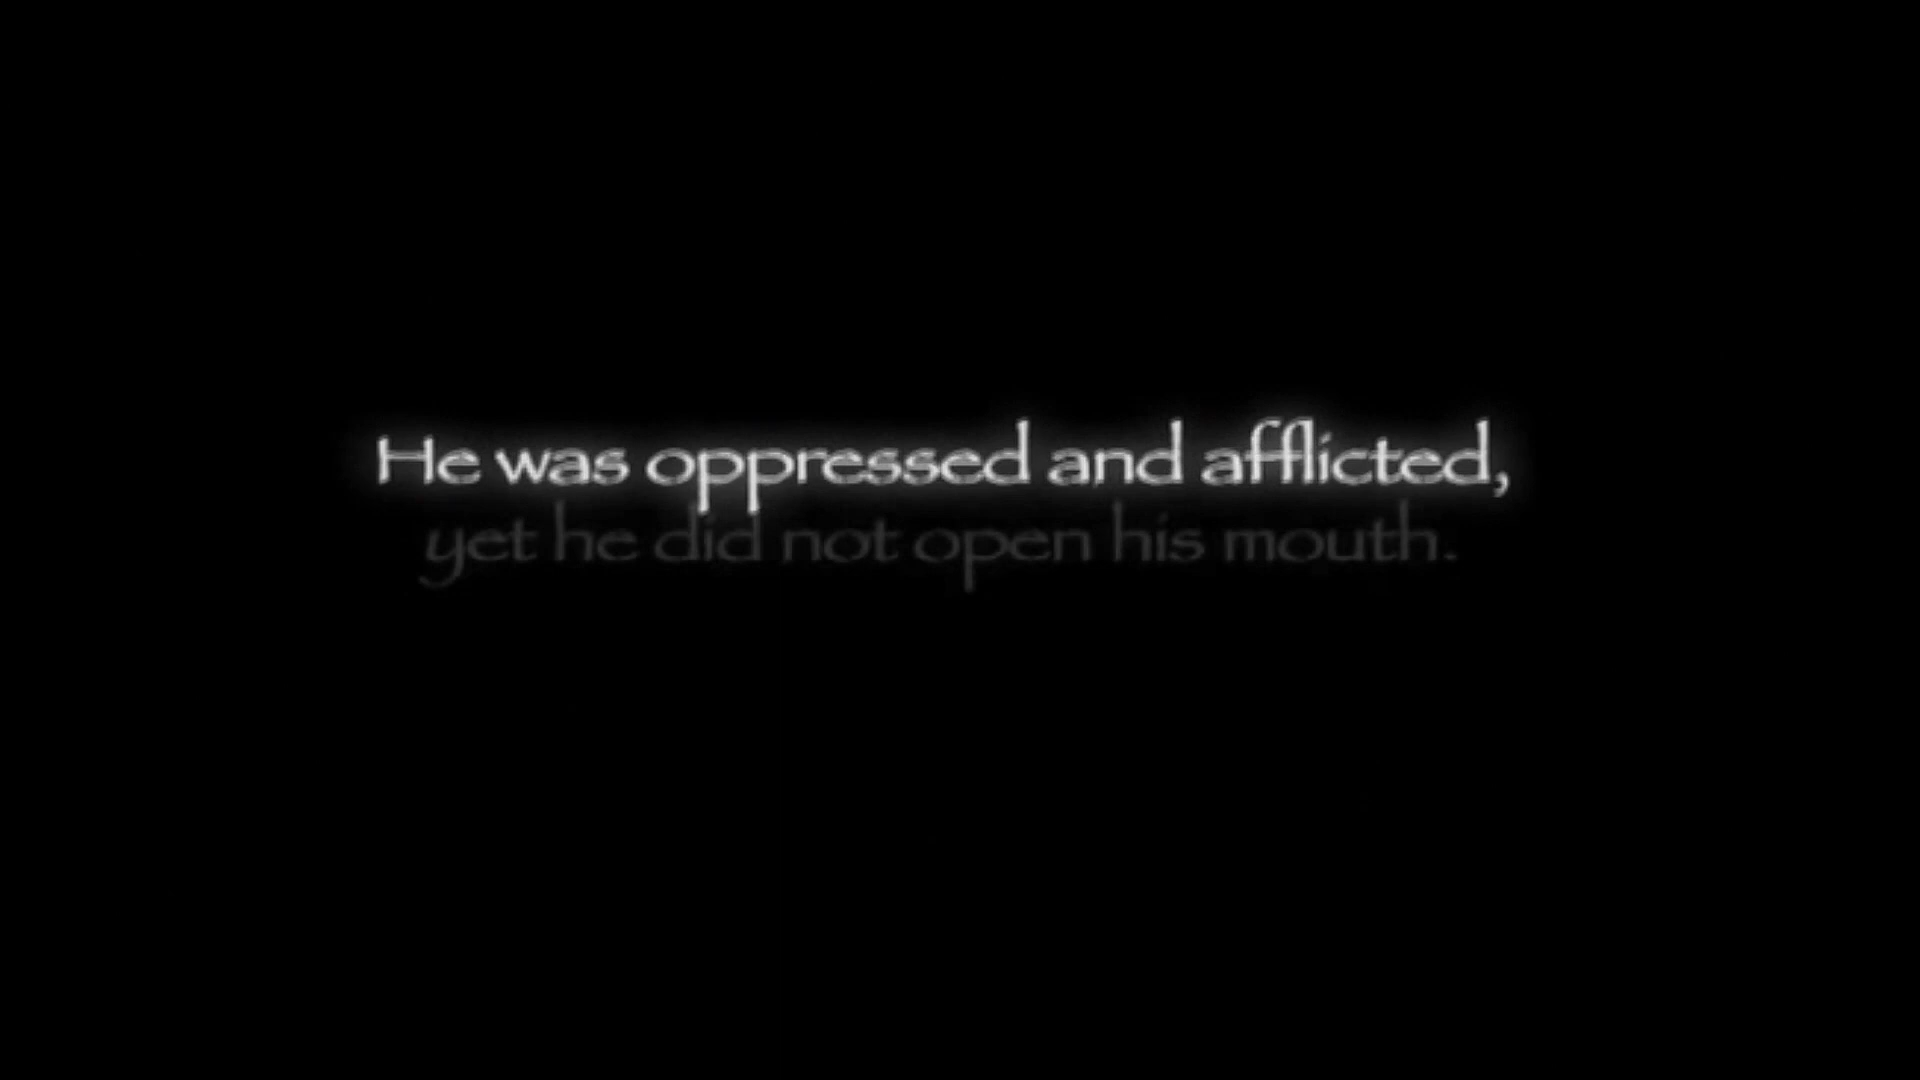 He was oppressed and afflicted,
yet he did not open his mouth.